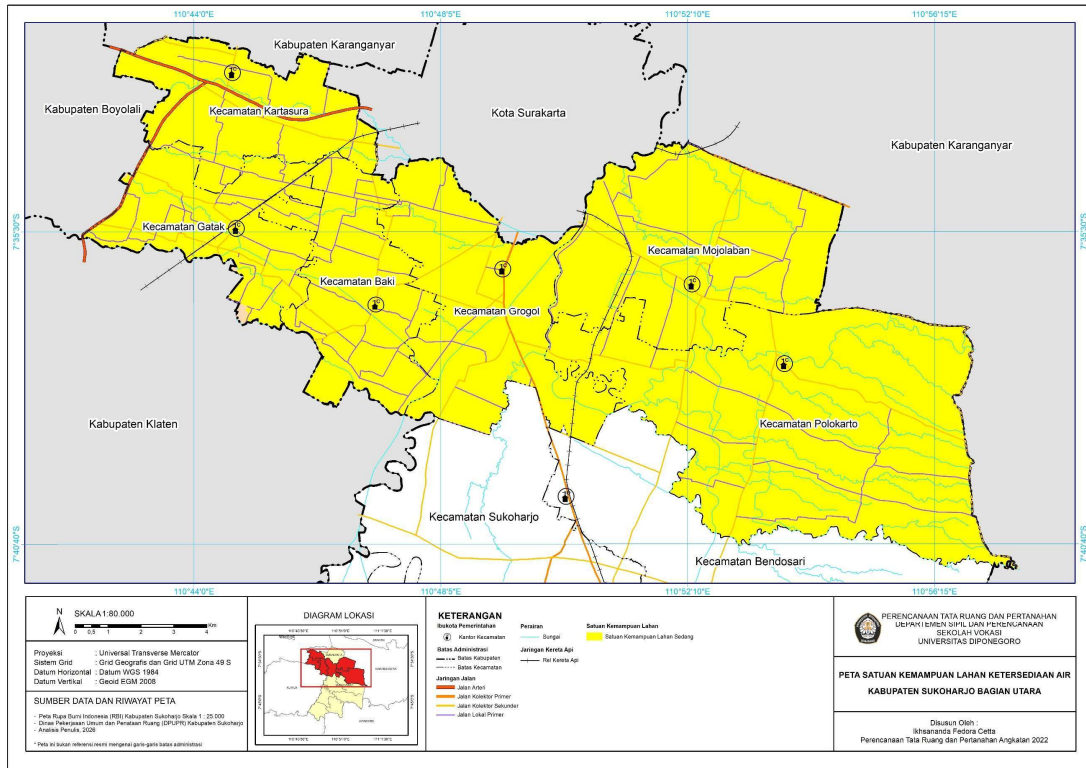 110°44'0"E
110°48'5"E
110°52'10"E
110°56'15"E
Kabupaten Karanganyar
Kabupaten Boyolali
Kecamatan Kartasura
Kota Surakarta
Kabupaten Karanganyar
7°35'30"S
7°35'30"S
Kecamatan Gatak
Kecamatan Mojolaban
Kecamatan Baki
Kecamatan Grogol
Kabupaten Klaten
Kecamatan Polokarto
Kecamatan Sukoharjo
7°40'40"S
7°40'40"S
Kecamatan Bendosari
110°44'0"E
110°48'5"E
110°52'10"E
110°56'15"E
N
SKALA 1:80.000
0 0,5 1 2 3 4
Km
Proyeksi : Universal Transverse Mercator
Sistem Grid : Grid Geografis dan Grid UTM Zona 49 S
Datum Horizontal : Datum WGS 1984
Datum Vertikal : Geoid EGM 2008
SUMBER DATA DAN RIWAYAT PETA
- Peta Rupa Bumi Indonesia (RBI) Kabupaten Sukoharjo Skala 1 : 25 000
- Dinas Pekerjaan Umum dan Penataan Ruang (DPUPR) Kabupaten Sukoharjo
- Analisis Penulis, 2026
* Peta ini bukan referensi resmi mengenai garis-garis batas administrasi
DIAGRAM LOKASI
KETERANGAN
Ibukota Pemerintahan
Kantor Kecamatan
Batas Administrasi
Batas Kabupaten
Batas Kecamatan
Jaringan Jalan
Jalan Arteri
Jalan Kolektor Primer
Jalan Kolektor Sekunder
Jalan Lokal Primer
Perairan
Sungai
Jaringan Kereta Api
Rel Kereta Api
Satuan Kemampuan Lahan
Satuan Kemampuan Lahan Sedang
PERENCANAAN TATA RUANG DAN PERTANAHAN
DEPARTEMEN SIPIL DAN PERENCANAAN
SEKOLAH VOKASI
UNIVERSITAS DIPONEGORO
PETA SATUAN KEMAMPUAN LAHAN KETERSEDIAAN AIR
KABUPATEN SUKOHARJO BAGIAN UTARA
Disusun Oleh :
Ikhsananda Fedora Cetta
Perencanaan Tata Ruang dan Pertanahan Angkatan 2022